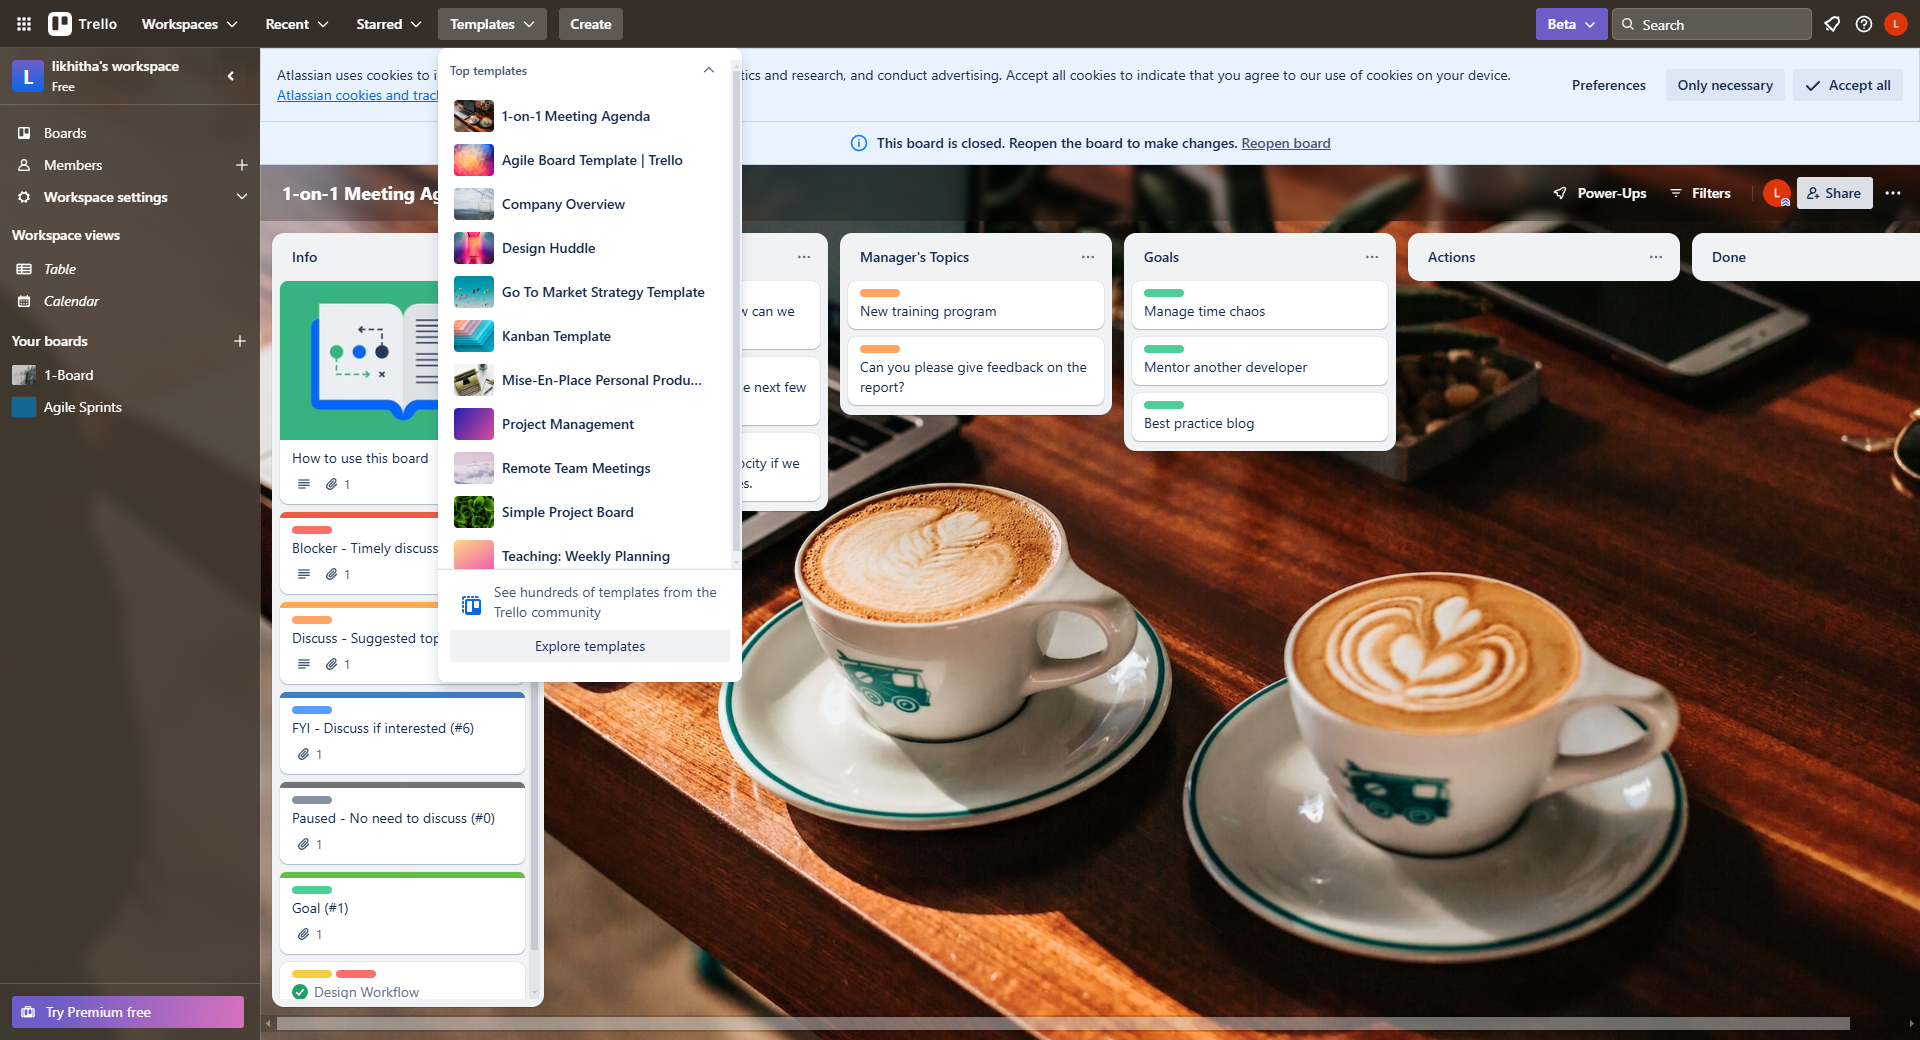 Trello
Workspaces
Recent
Starred
Templates
Create
Beta
Search
L
L
likhitha's workspace
Free
Boards
Members
Workspace settings
Workspace views
Table
Calendar
Your boards
1-Board
Agile Sprints
Try Premium free
Atlassian uses cookies to
tics and research, and conduct advertising. Accept all cookies to indicate that you agree to our use of cookies on your device.
Atlassian cookies and
Preferences
Only necessary
Accept all
This board is closed. Reopen the board to make changes. Reopen board
1-on-1 Meeting
Power-Ups
Filters
L
Share
Top templates
1-on-1 Meeting Agenda
Agile Board Template | Trello
Company Overview
Design Huddle
Go To Market Strategy Template
Kanban Template
Mise-En-Place Personal Produ...
Project Management
Remote Team Meetings
Simple Project Board
Teaching: Weekly Planning
See hundreds of templates from the
Trello community
Explore templates
Info
How to use this board
1
Blocker - Timely discuss
1
Discuss - Suggested top
1
FYI - Discuss if interested (#6)
1
Paused - No need to discuss (#0)
1
Goal (#1)
1
Design Workflow
w can we
e next few
ocity if we
es.
Manager's Topics
New training program
Can you please give feedback on the
report?
Goals
Manage time chaos
Mentor another developer
Best practice blog
Actions
Done